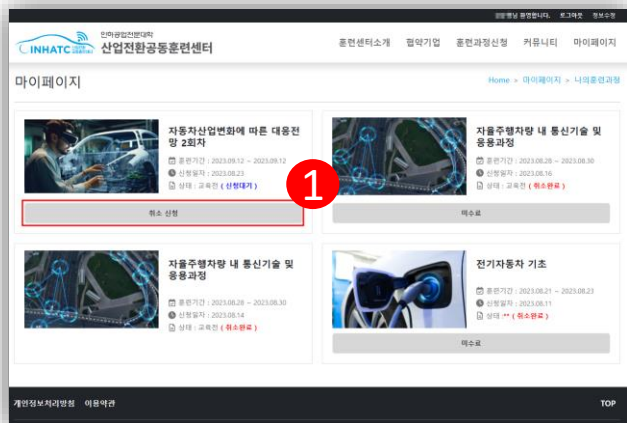 님 환영합니다. 로그아웃 정보수정
INHATC
인하공업전문대학
산업전환공동훈련센터
훈련센터소개 협약기업 훈련과정신청 커뮤니티 마이페이지
마이페이지
Home > 마이페이지 > 나의훈련과정
자동차산업변화에 따른 대응전
망 2회차
훈련기간 : 2023.09.12 ~ 2023.09.12
신청일자 : 2023.08.23
상태 : 교육전 ( 신청대기 )
취소 신청
1
자율주행차량 내 통신기술 및
응용과정
훈련기간 : 2023.08.28 ~ 2023.08.30
신청일자 : 2023.08.16
상태 : 교육전 ( 취소완료 )
미수료
자율주행차량 내 통신기술 및
응용과정
훈련기간 : 2023.08.28 ~ 2023.08.30
신청일자 : 2023.08.14
상태 : 교육전 ( 취소완료 )
전기자동차 기초
훈련기간 : 2023.08.21 ~ 2023.08.23
신청일자 : 2023.08.11
상태 : ** ( 취소완료 )
미수료
개인정보처리방침 이용약관
TOP